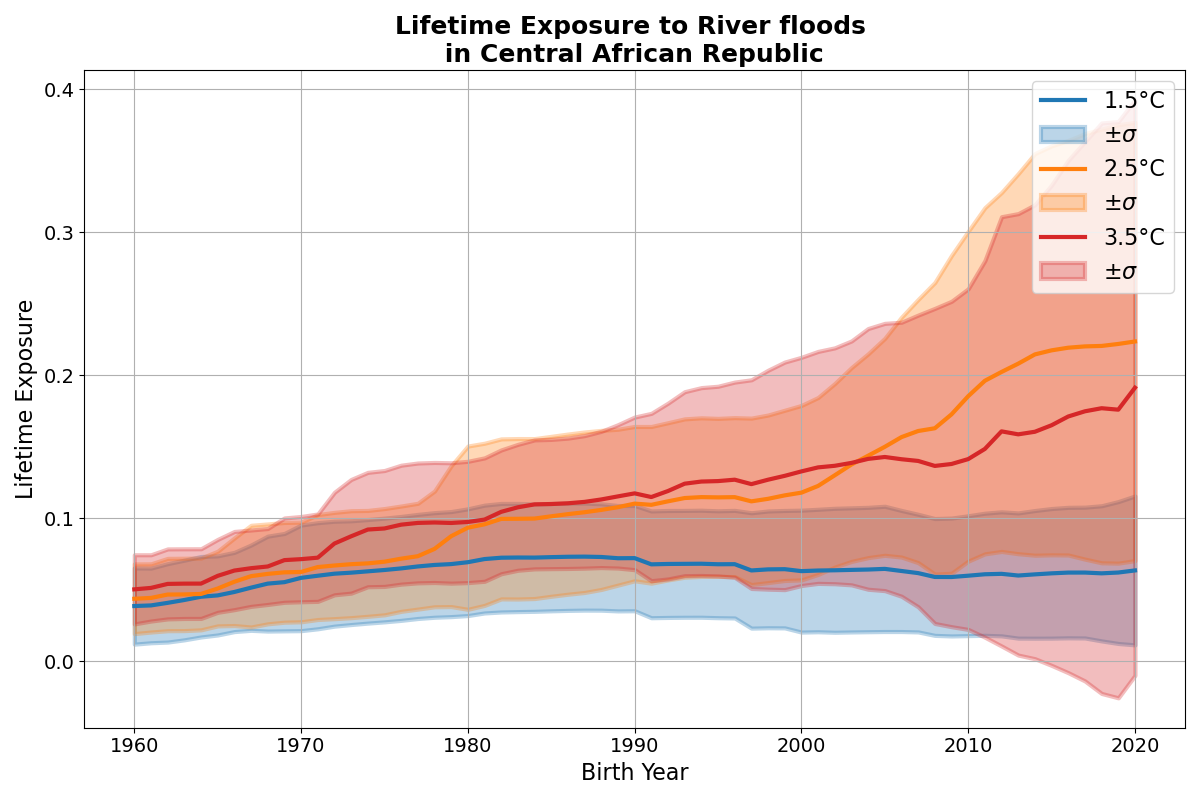 Lifetime Exposure to River floods
in Central African Republic
Lifetime Exposure
0.4
0.3
0.2
0.1
0.0
1960 1970 1980 1990 2000 2010 2020
Birth Year
1.5°C
±σ
2.5°C
±σ
3.5°C
±σ